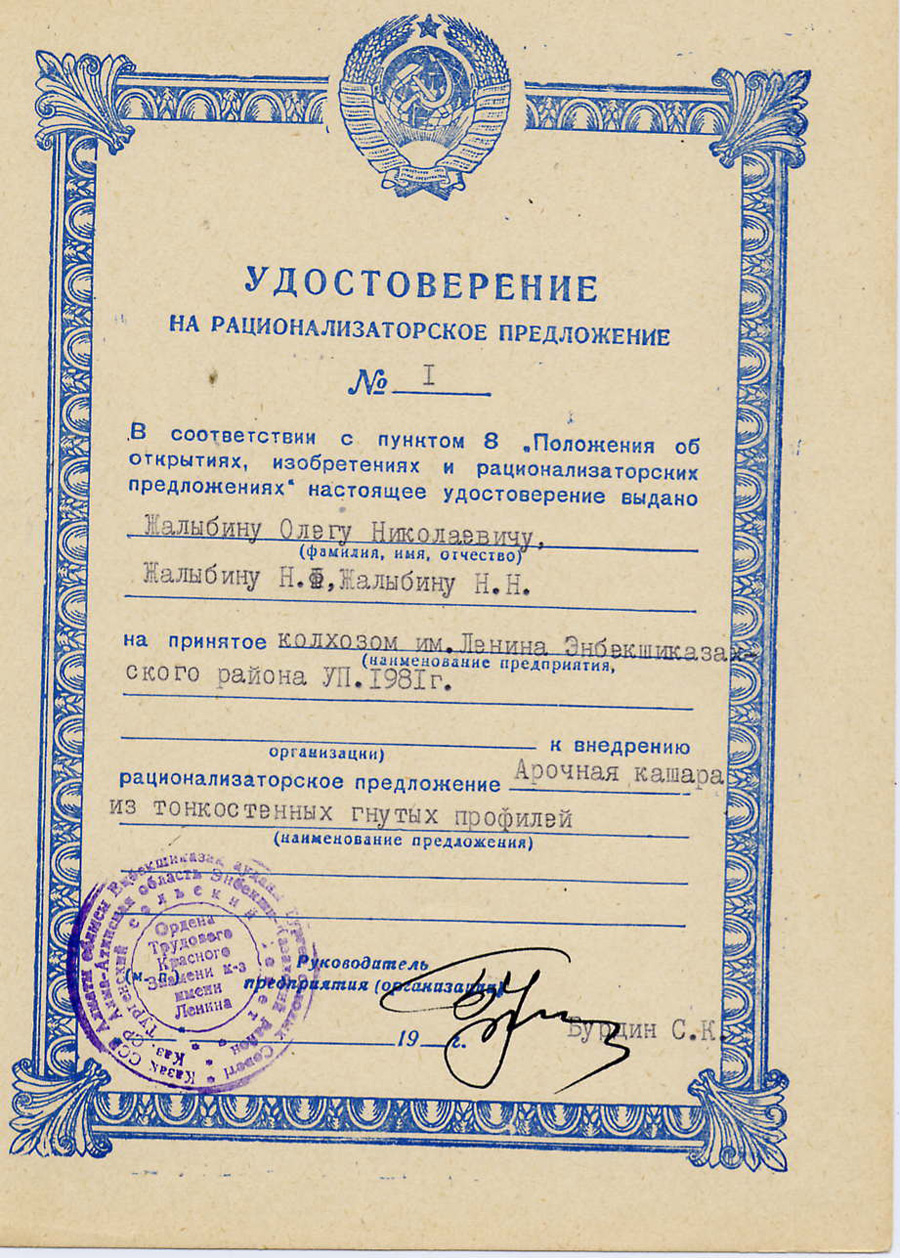 УДОСТОВЕРЕНИЕ
НА РАЦИОНАЛИЗАТОРСКОЕ ПРЕДЛОЖЕНИЕ
№ I
В соответствии с пунктом 8 „Положения об
открытиях, изобретениях и рационализаторских
предложениях“ настоящее удостоверение выдано
Жалыбину Олегу Николаевичу,
(фамилия, имя, отчество)
Жалыбину Н.Ф,Жалыбину Н.Н.
на принятое колхозом им.Ленина Энбекшиказах-
(наименование предприятия,
ского района УП.1981г.
к внедрению
организации)
рационализаторское предложение Арочная кашара
из тонкостенных гнутых профилей
(наименование предложения)
Ордена
Трудового
Красного
Знамени к-з
имени
Ленина
(м. п.)
Руководитель
предприятия (организации)
19 г.
Бурдин С.К.